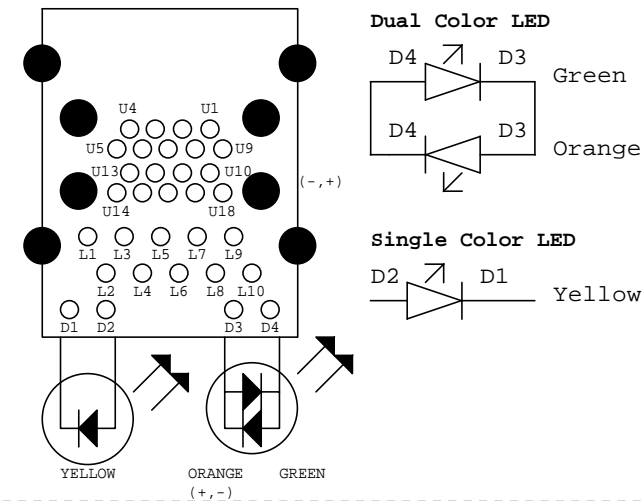 Dual Color LED
D4 D3
Green
D4 D3
Orange
Single Color LED
D2 D1
Yellow
U4 U1
U5 U9
U13 U10
(-,+)
U14 U18
L1 L3 L5 L7 L9
L2 L4 L6 L8 L10
D1 D2 D3 D4
YELLOW ORANGE GREEN
(+,-)